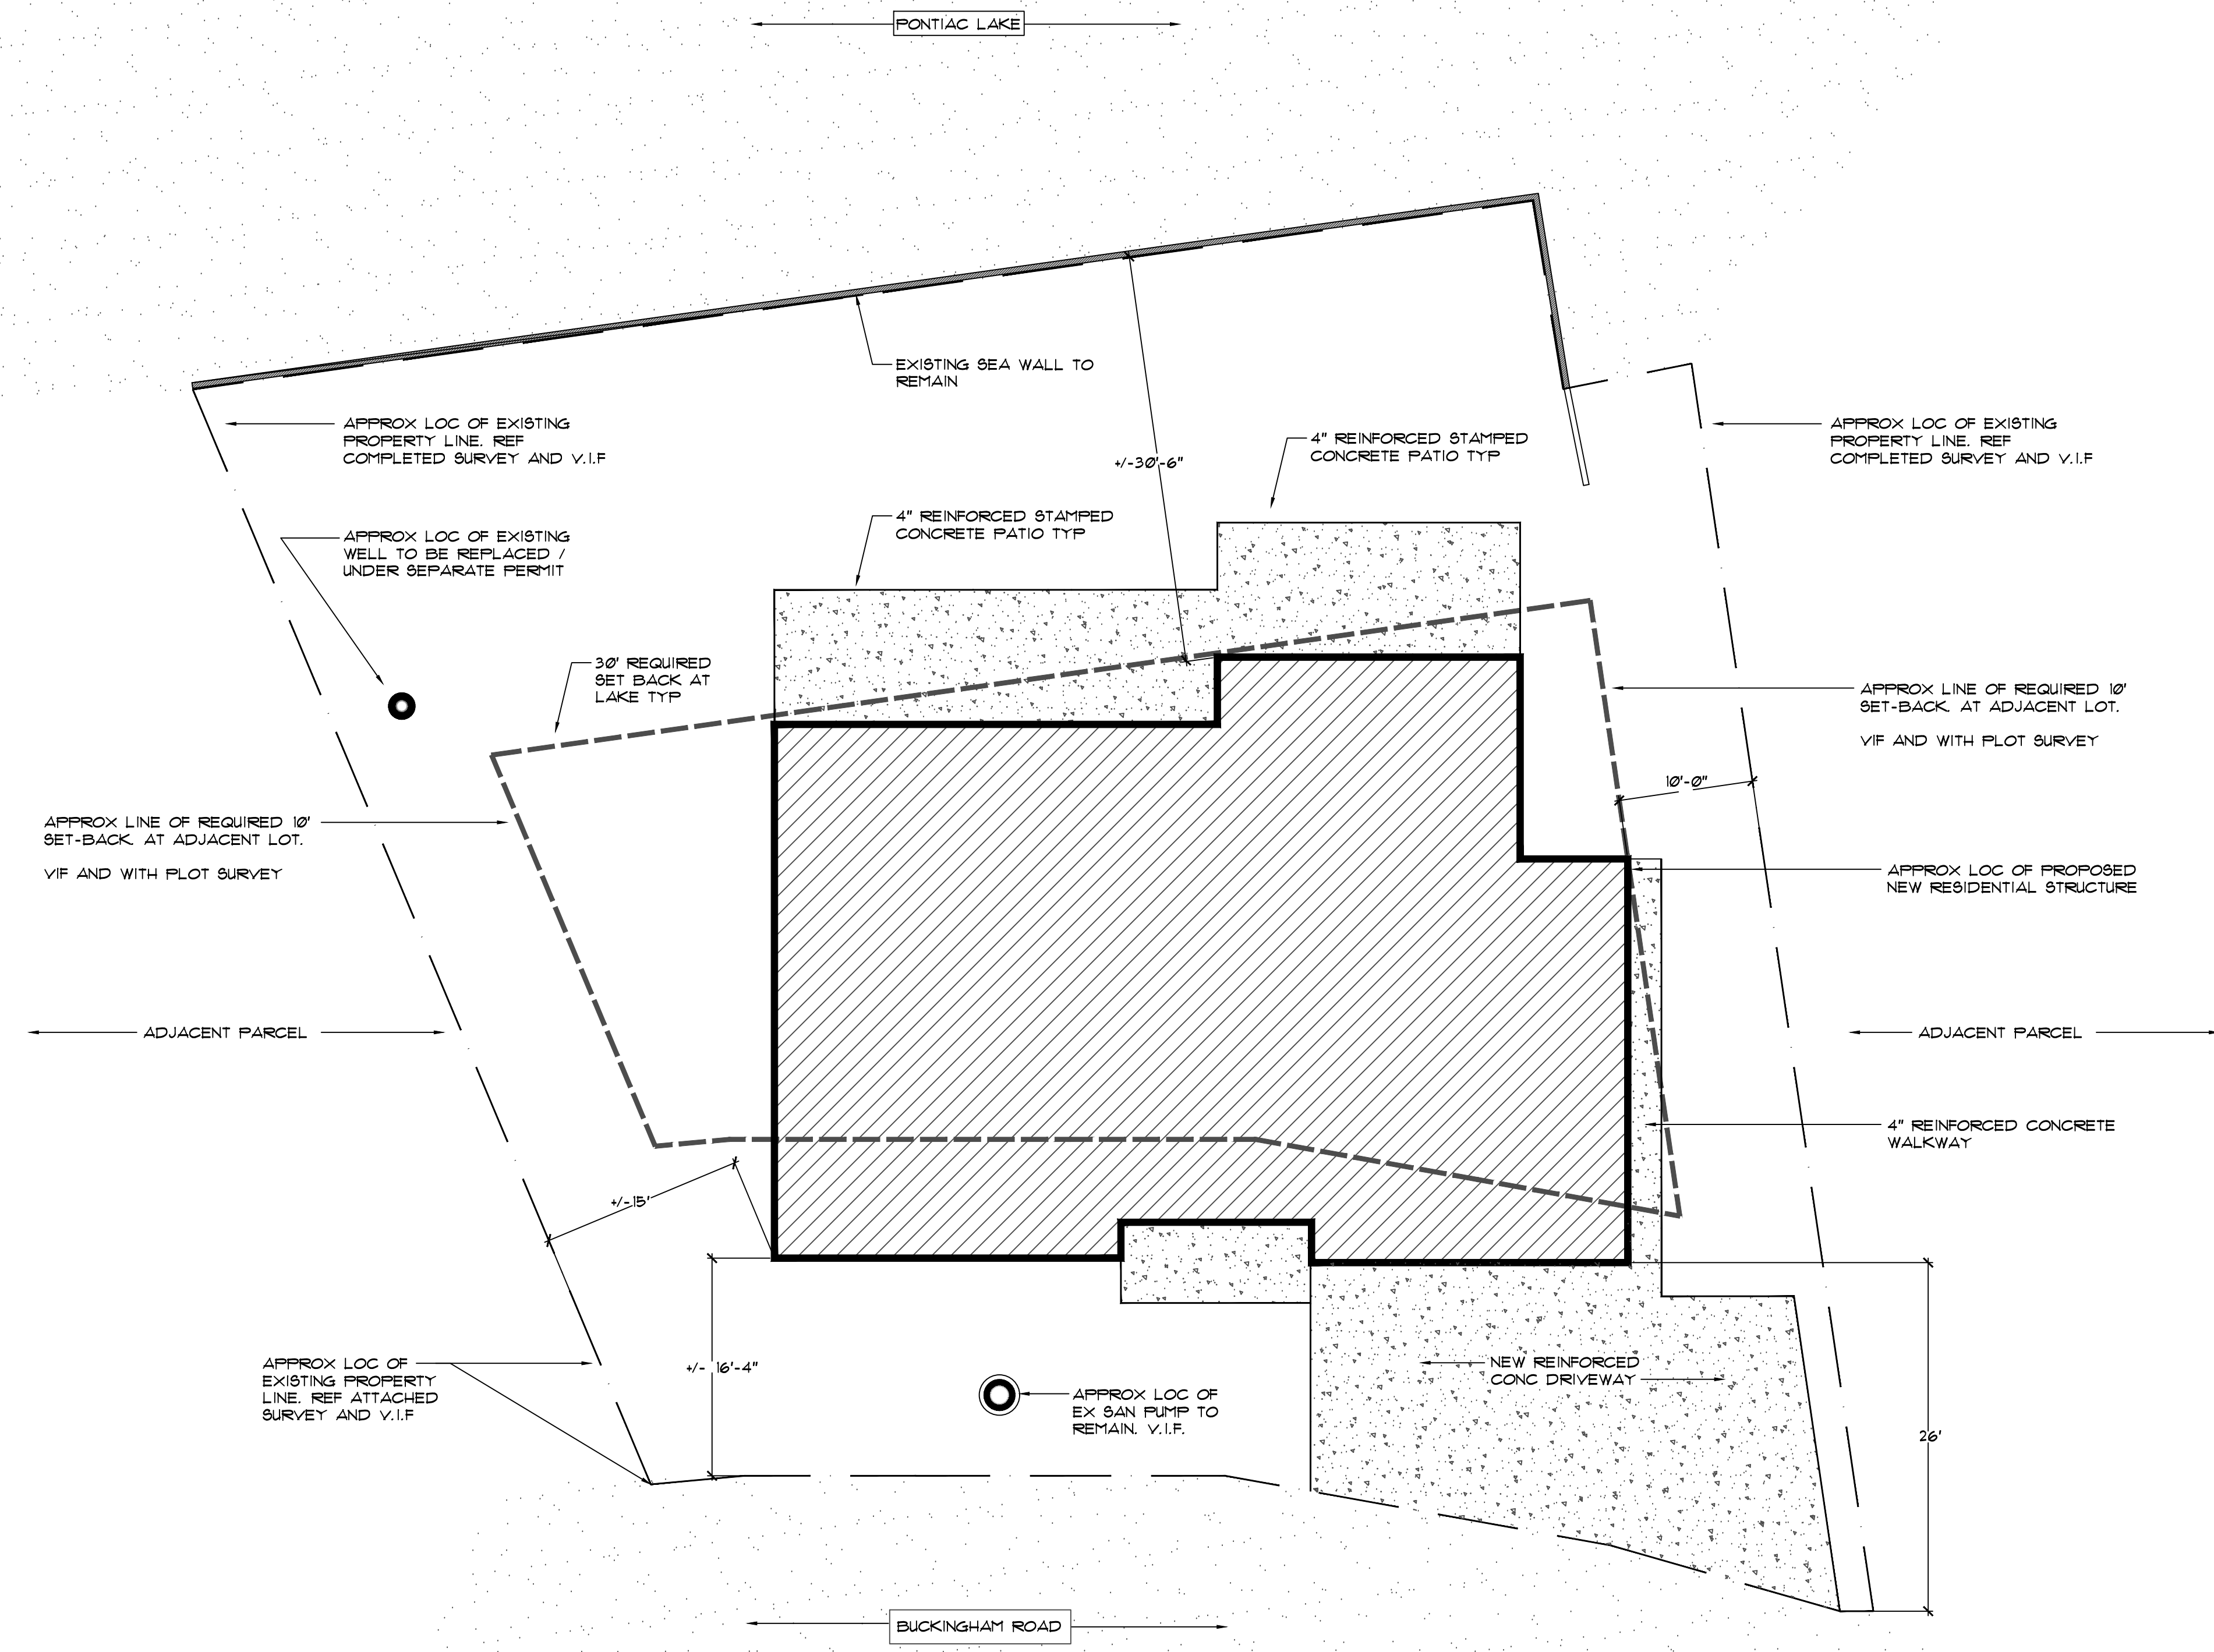 PONTIAC LAKE
EXISTING SEA WALL TO
REMAIN
APPROX LOC OF EXISTING
PROPERTY LINE. REF
COMPLETED SURVEY AND V.I.F
+/-30'-6"
4" REINFORCED STAMPED
CONCRETE PATIO TYP
APPROX LOC OF EXISTING
PROPERTY LINE. REF
COMPLETED SURVEY AND V.I.F
4" REINFORCED STAMPED
CONCRETE PATIO TYP
APPROX LOC OF EXISTING
WELL TO BE REPLACED /
UNDER SEPARATE PERMIT
30' REQUIRED
SET BACK AT
LAKE TYP
APPROX LINE OF REQUIRED 10'
SET-BACK. AT ADJACENT LOT.
VIF AND WITH PLOT SURVEY
10'-0"
APPROX LINE OF REQUIRED 10'
SET-BACK. AT ADJACENT LOT.
VIF AND WITH PLOT SURVEY
APPROX LOC OF PROPOSED
NEW RESIDENTIAL STRUCTURE
ADJACENT PARCEL
ADJACENT PARCEL
4" REINFORCED CONCRETE
WALKWAY
+/-15'
APPROX LOC OF
EXISTING PROPERTY
LINE. REF ATTACHED
SURVEY AND V.I.F
+/- 16'-4"
APPROX LOC OF
EX SAN PUMP TO
REMAIN. V.I.F.
NEW REINFORCED
CONC DRIVEWAY
26'
BUCKINGHAM ROAD